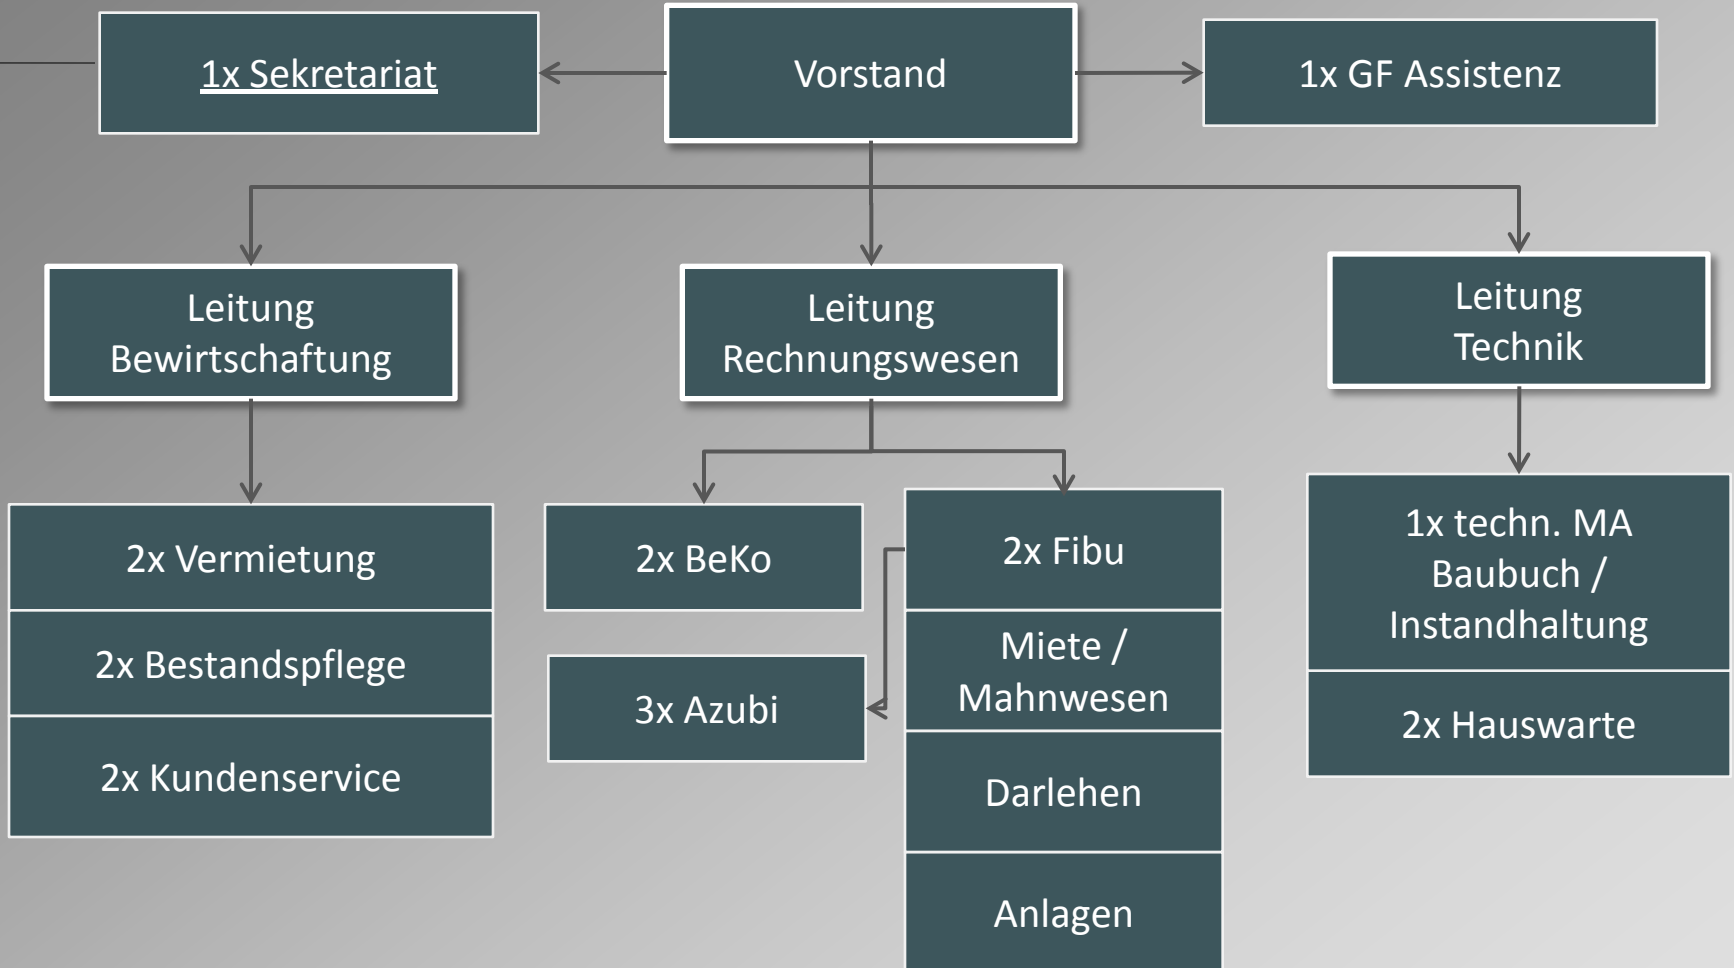 1x Sekretariat
Vorstand
1x GF Assistenz
Leitung
Bewirtschaftung
Leitung
Rechnungswesen
Leitung
Technik
2x Vermietung
2x Bestandspflege
2x Kundenservice
2x BeKo
3x Azubi
2x Fibu
Miete /
Mahnwesen
Darlehen
Anlagen
1x techn. MA
Baubuch /
Instandhaltung
2x Hauswarte